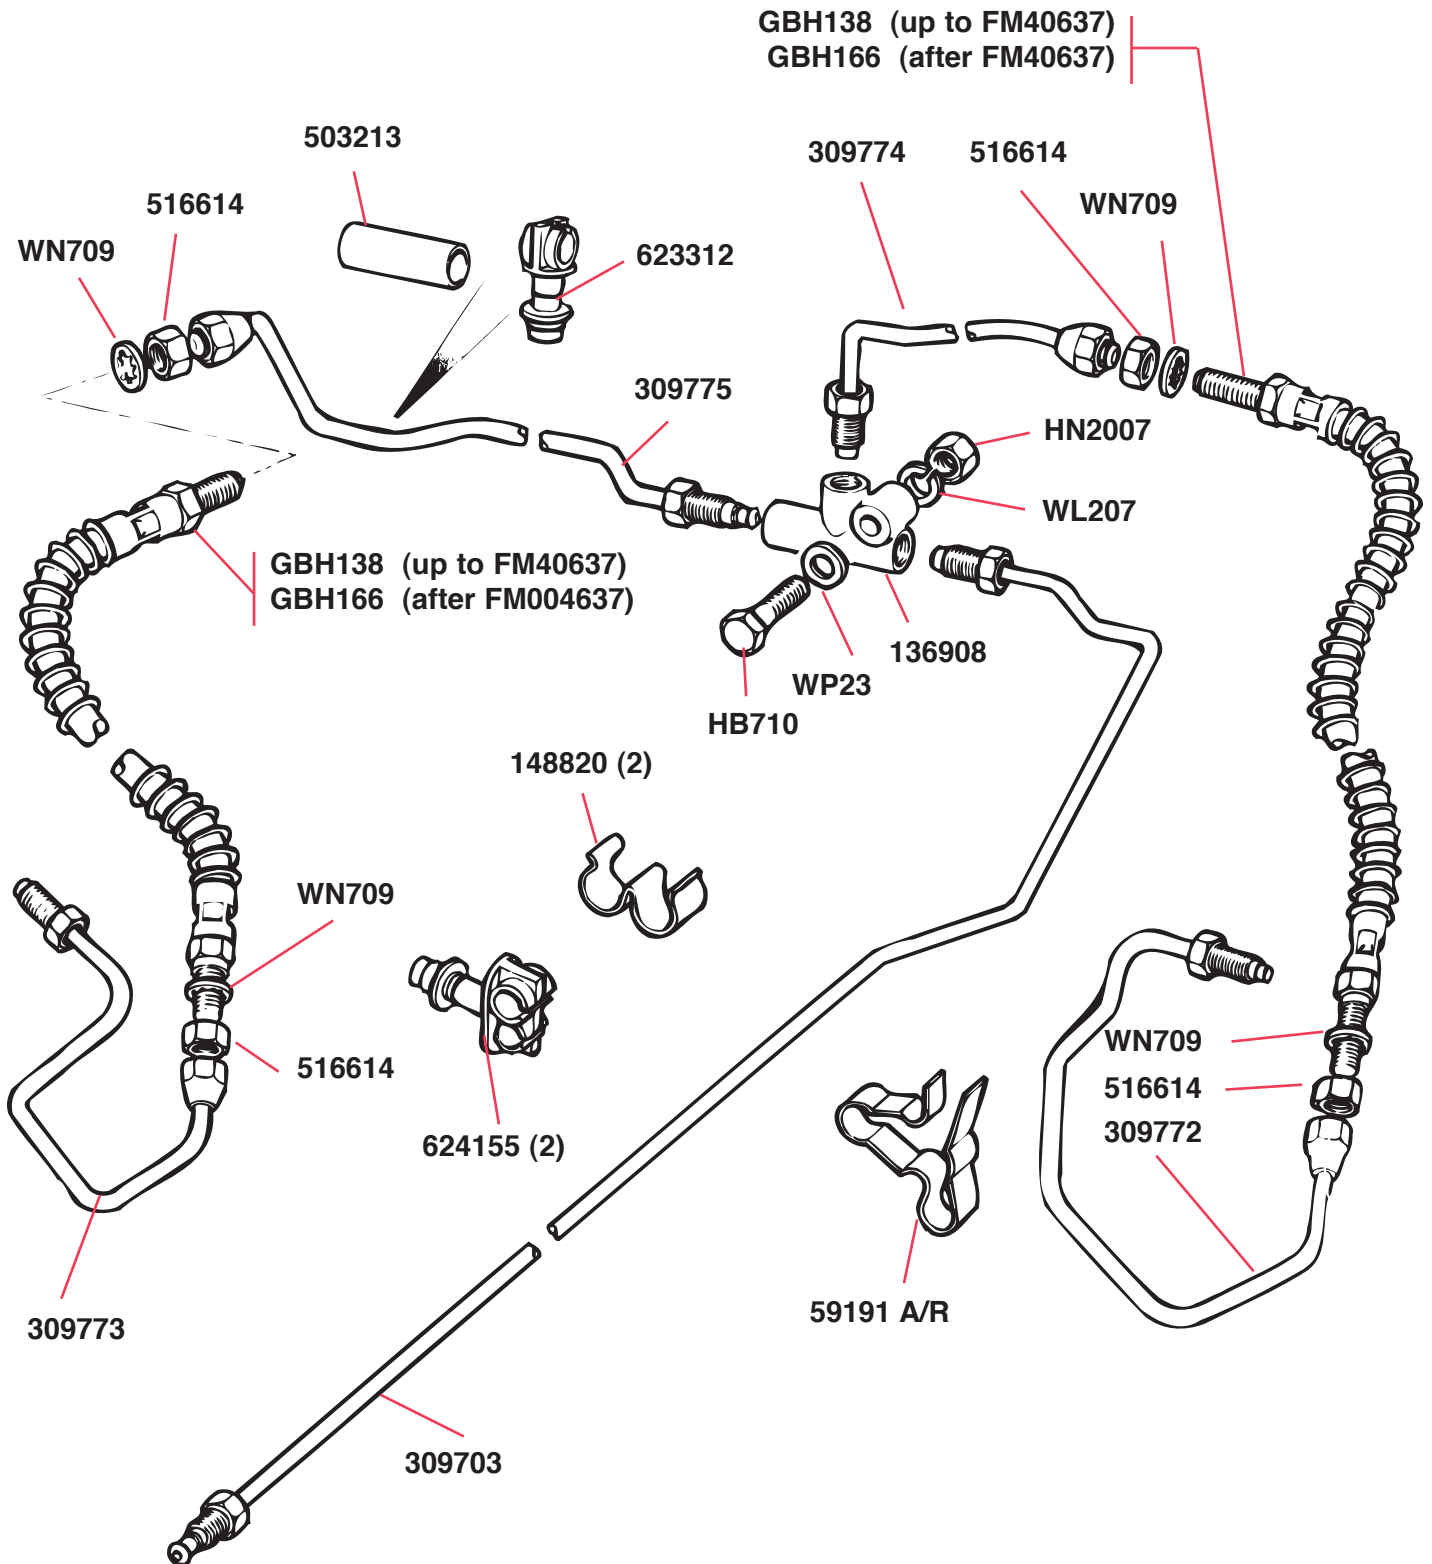 GBH138 (up to FM40637)
GBH166 (after FM40637)
503213
309774
516614
516614
WN709
WN709
623312
309775
HN2007
WL207
GBH138 (up to FM40637)
GBH166 (after FM004637)
136908
WP23
HB710
148820 (2)
WN709
516614
WN709
516614
624155 (2)
309772
59191 A/R
309773
309703